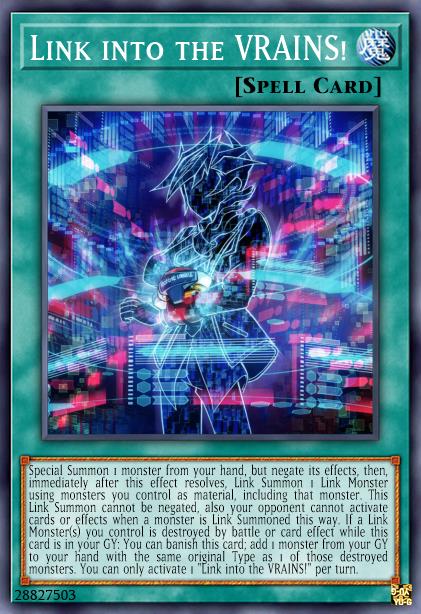 Link into the VRAINS!
魔
[Spell Card]
Special Summon 1 monster from your hand, but negate its effects, then,
immediately after this effect resolves, Link Summon 1 Link Monster
using monsters you control as material, including that monster. This
Link Summon cannot be negated, also your opponent cannot activate
cards or effects when a monster is Link Summoned this way. If a Link
Monster(s) you control is destroyed by battle or card effect while this
card is in your GY: You can banish this card; add 1 monster from your GY
to your hand with the same original Type as 1 of those destroyed
monsters. You can only activate 1 "Link into the VRAINS!" per turn.
28827503